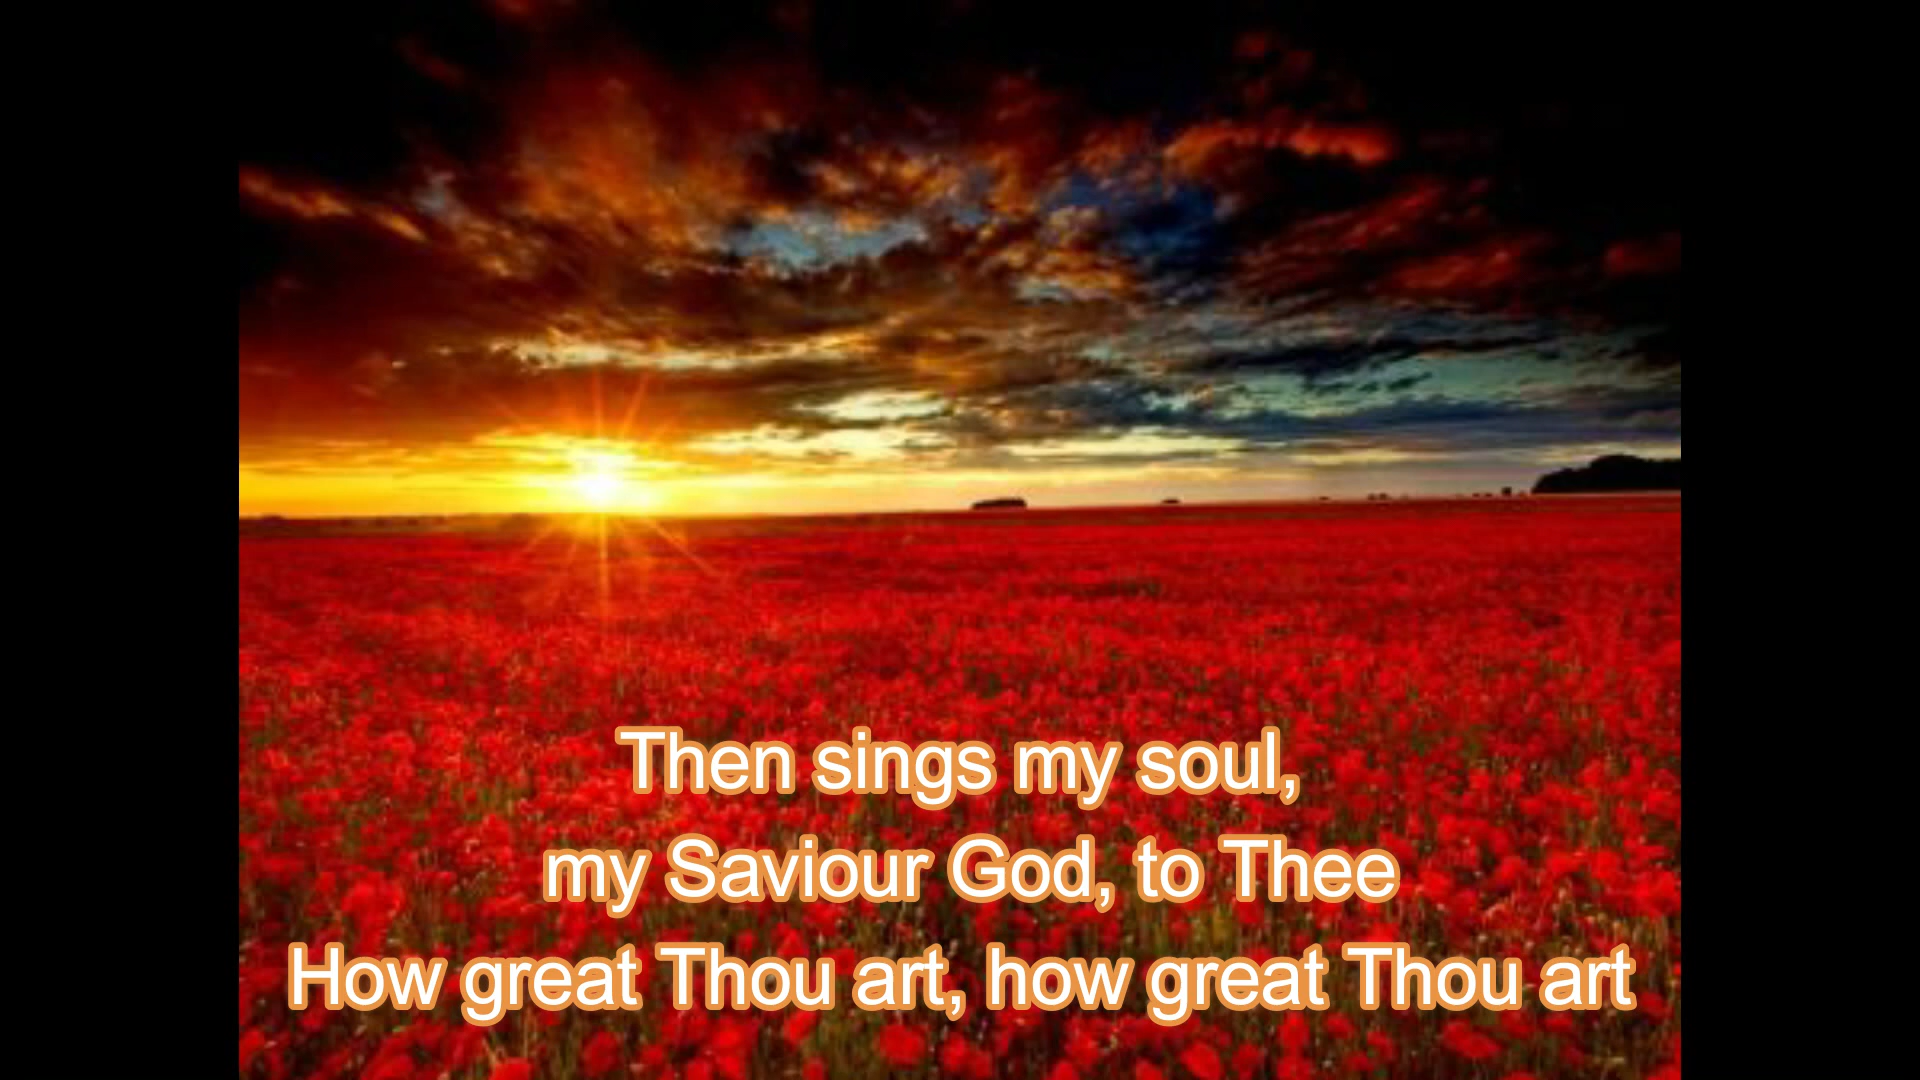 Then sings my soul,
my Saviour God, to Thee
How great Thou art, how great Thou art